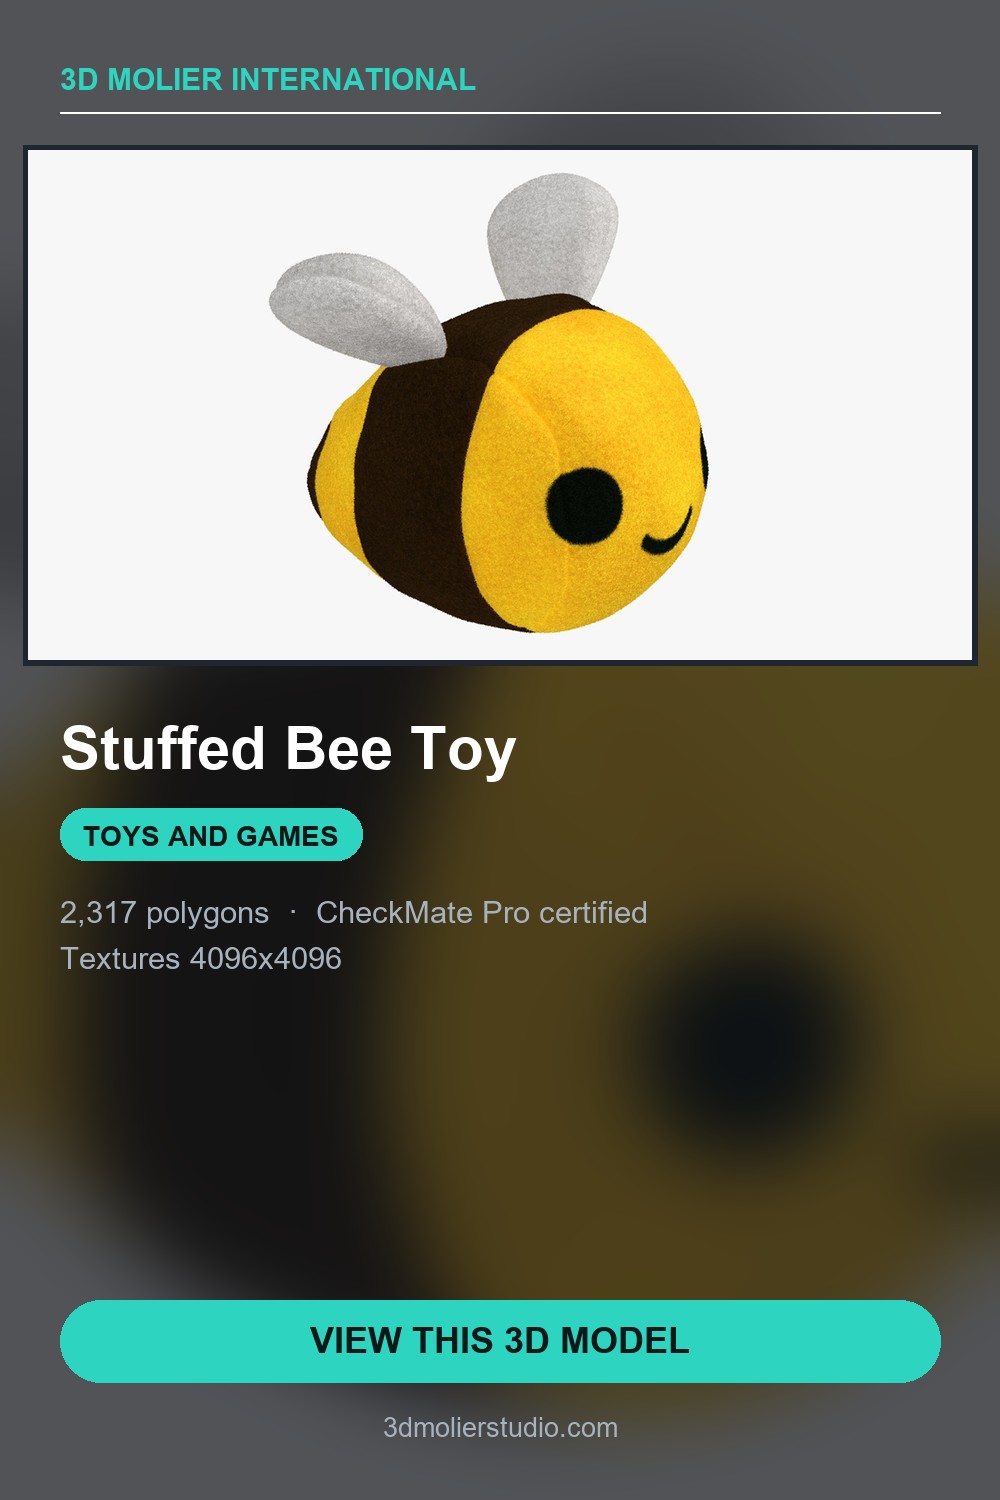 3D MOLIER INTERNATIONAL
Stuffed Bee Toy
TOYS AND GAMES
2,317 polygons · CheckMate Pro certified
Textures 4096x4096
VIEW THIS 3D MODEL
3dmolierstudio.com